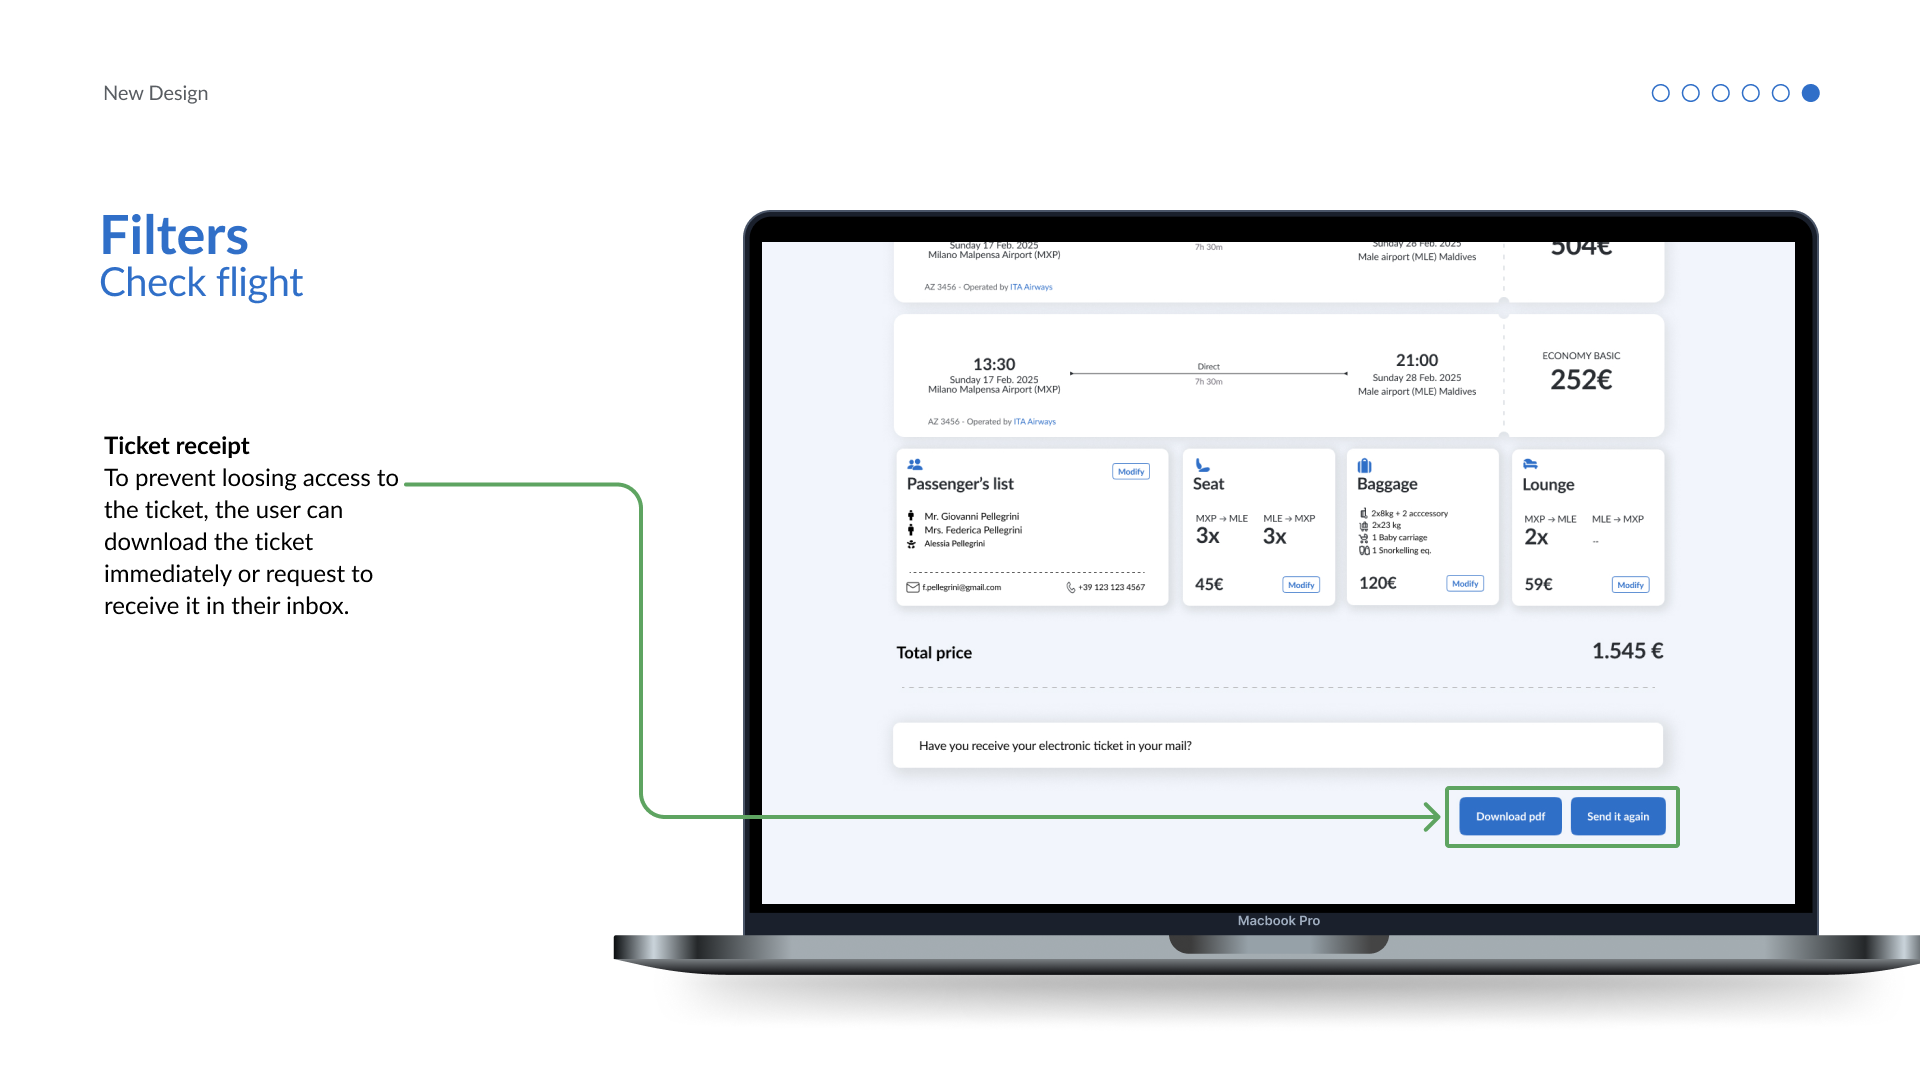 New Design
Filters
Check flight
Ticket receipt
To prevent loosing access to
the ticket, the user can
download the ticket
immediately or request to
receive it in their inbox.
Sunday 17 Feb. 2025
Milano Malpensa Airport (MXP)
7h 30m
Sunday 28 Feb. 2025
Male airport (MLE) Maldives
504€
AZ 3456 - Operated by ITA Airways
13:30
Sunday 17 Feb. 2025
Milano Malpensa Airport (MXP)
Direct
7h 30m
21:00
Sunday 28 Feb. 2025
Male airport (MLE) Maldives
ECONOMY BASIC
252€
AZ 3456 - Operated by ITA Airways
Passenger's list
Modify
Mr. Giovanni Pellegrini
Mrs. Federica Pellegrini
Alessia Pellegrini
f.pellegrini@gmail.com
+39 123 123 4567
Seat
MXP → MLE MLE → MXP
3x 3x
45€ Modify
Baggage
2x8kg + 2 acccessory
2x23 kg
1 Baby carriage
1 Snorkelling eq.
120€ Modify
Lounge
MXP → MLE MLE → MXP
2x --
59€ Modify
Total price 1.545 €
Have you receive your electronic ticket in your mail?
Download pdf Send it again
Macbook Pro